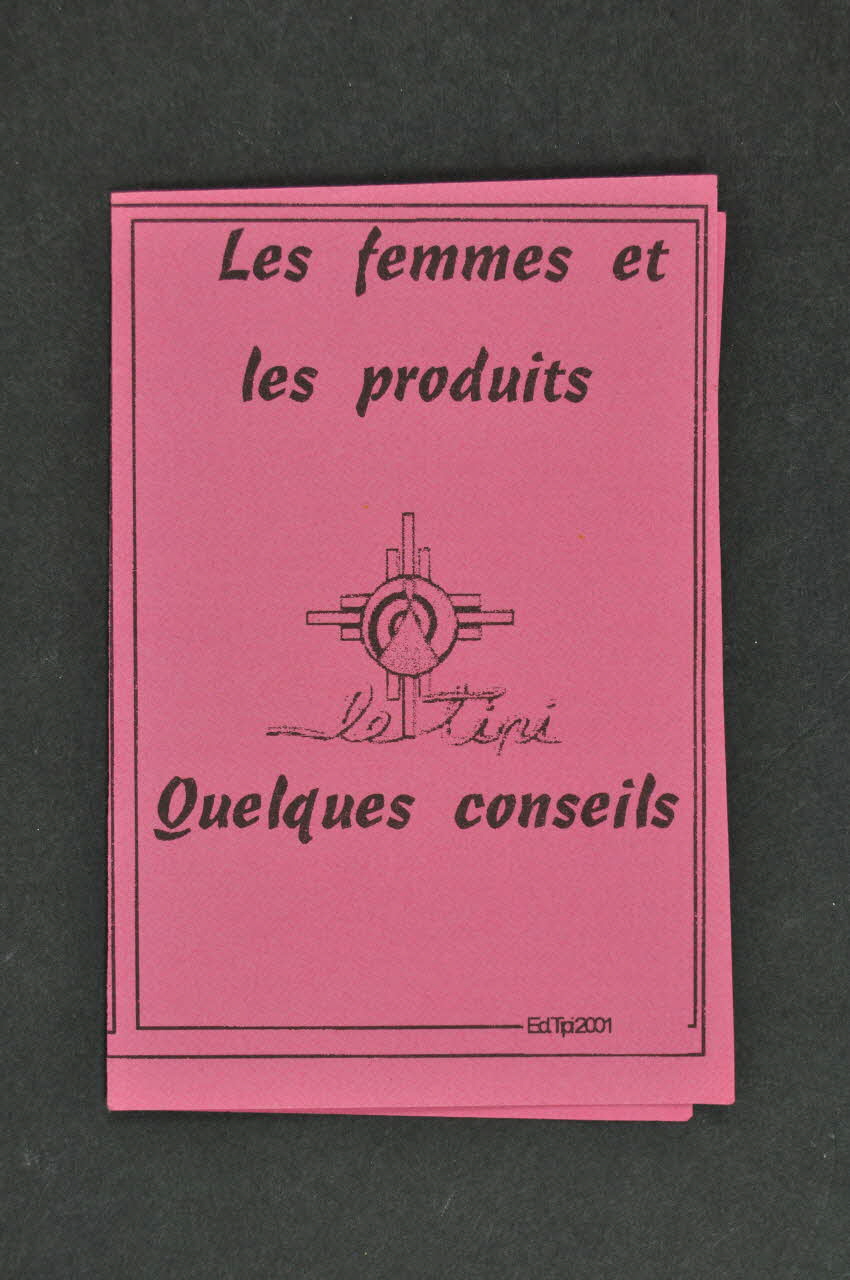 Les femmes et
les produits
le Tipi
Quelques conseils
Ed.Tipi2001